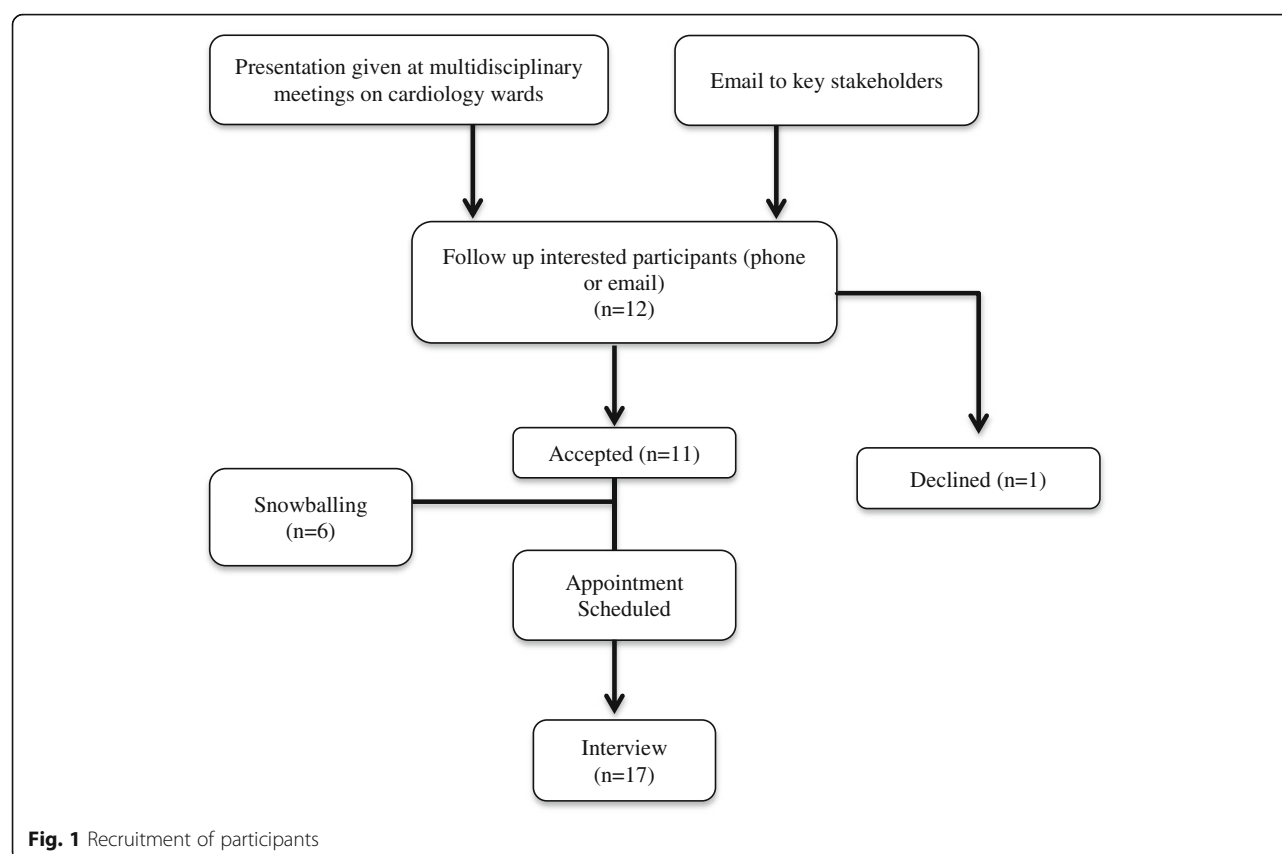 Presentation given at multidisciplinary
meetings on cardiology wards
Email to key stakeholders
Follow up interested participants (phone
or email)
(n=12)
Accepted (n=11)
Declined (n=1)
Snowballing
(n=6)
Appointment
Scheduled
Interview
(n=17)
Fig. 1 Recruitment of participants